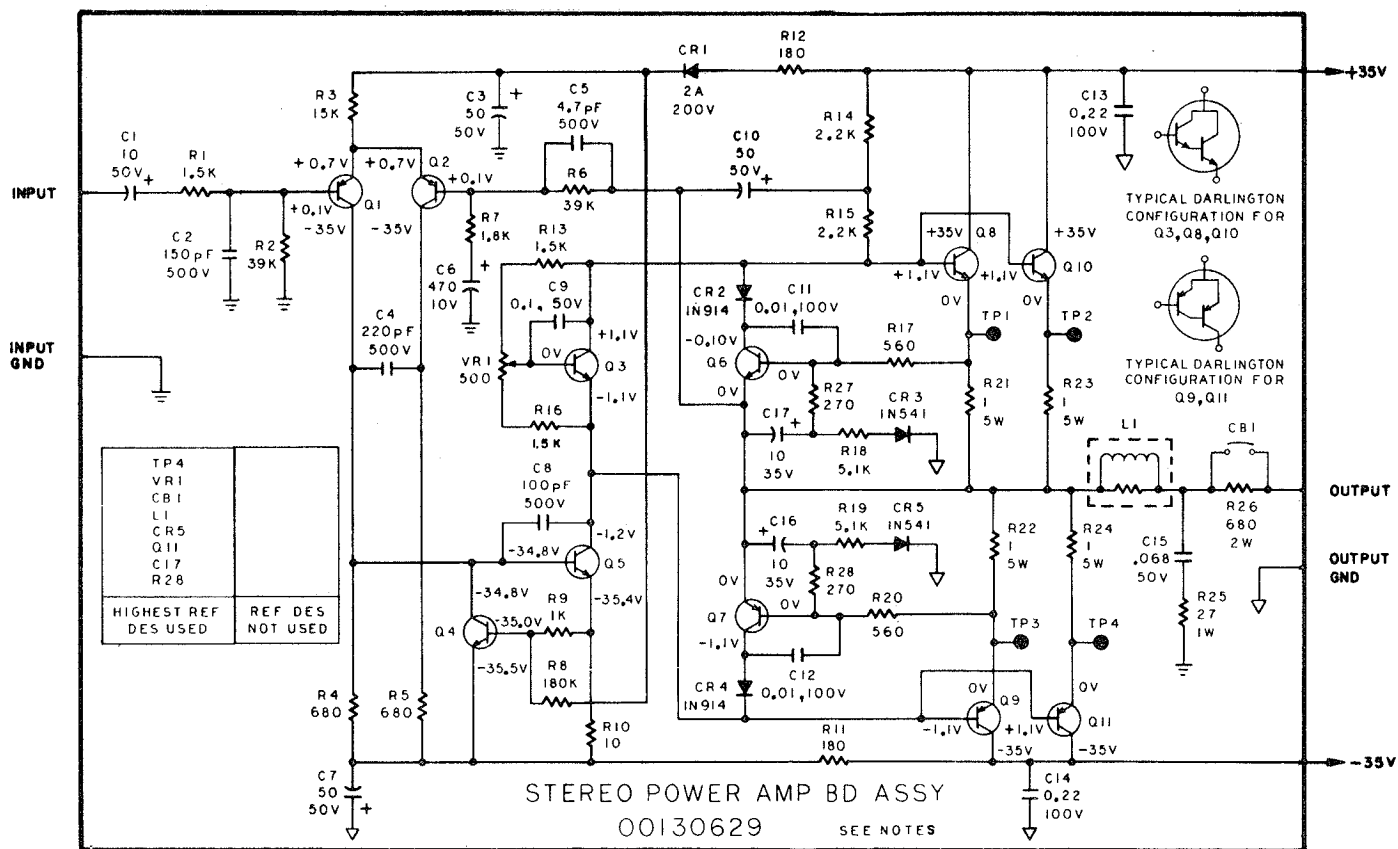 R12
180
CR1
2A
200V
+35V
R3
15K
C3
50
50V
+
C5
4.7pF
500V
C13
0.22
100V
R14
2.2K
C10
50
50V
+
C1
10
50V
+
R1
1.5K
+0.7V
+0.7V
Q2
+0.1V
R6
39K
INPUT
+0.1V
Q1
-35V
-35V
R7
1.8K
R13
1.5K
R15
2.2K
TYPICAL DARLINGTON
CONFIGURATION FOR
Q3,Q8,Q10
C2
150pF
500V
R2
39K
+35V
Q8
+35V
+1.1V
+1.1V
Q10
0V
0V
C6
470
10V
+
C9
0.1, 50V
CR2
1N914
C11
0.01,100V
C4
220pF
500V
+1.1V
-0.10V
R17
560
TP1
TP2
INPUT
GND
VR1
500
0V
Q3
Q6
0V
TYPICAL DARLINGTON
CONFIGURATION FOR
Q9,Q11
-1.1V
0V
R27
270
CR3
1N541
R21
1
5W
R23
1
5W
R16
1.5K
C17
+
10
35V
R18
5.1K
L1
CB1
TP4
VR1
CB1
L1
CR5
Q11
C17
R28
HIGHEST REF
DES USED
REF DES
NOT USED
C8
100pF
500V
OUTPUT
R26
680
2W
-1.2V
+
C16
10
35V
R19
5.1K
CR5
1N541
R22
1
5W
R24
1
5W
C15
.068
50V
OUTPUT
GND
-34.8V
Q5
R28
270
-34.8V
R9
1K
-35.4V
0V
0V
R20
560
R25
27
1W
Q4
-35.0V
Q7
-1.1V
TP3
TP4
-35.5V
R8
180K
C12
0.01,100V
R4
680
R5
680
CR4
1N914
0V
Q9
0V
R10
10
R11
180
-1.1V
+1.1V
Q11
-35V
-35V
-35V
C7
50
50V
+
C14
0.22
100V
STEREO POWER AMP BD ASSY
00130629
SEE NOTES